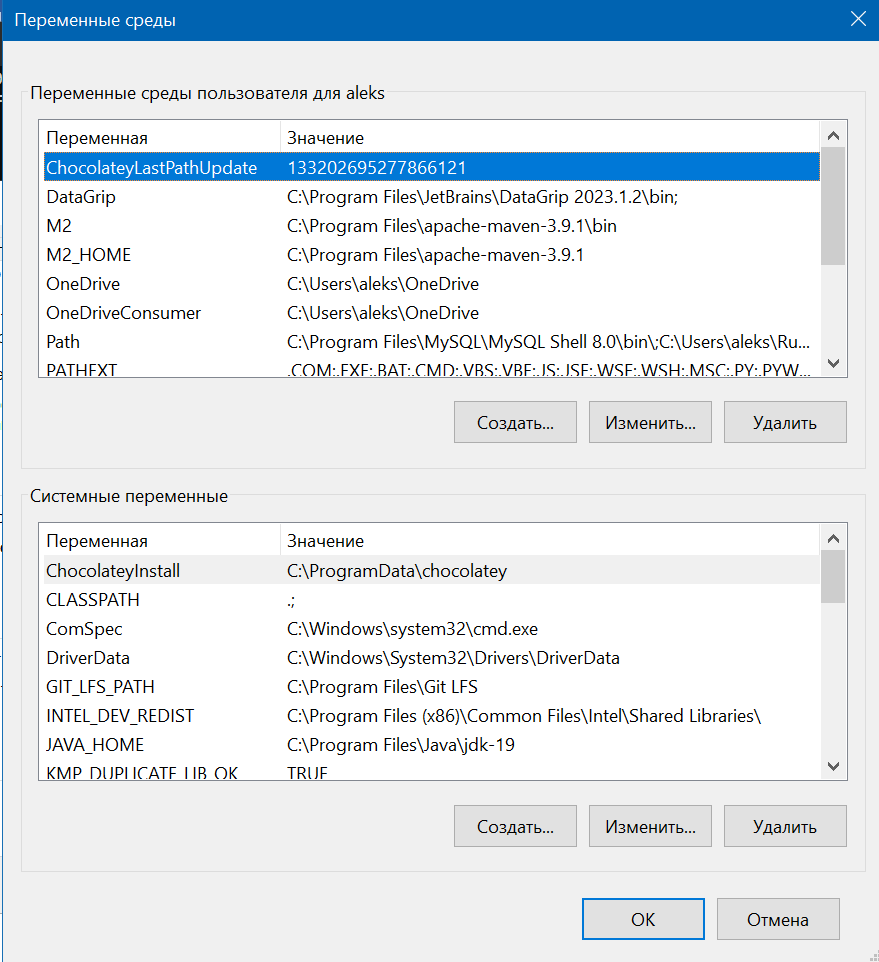 Переменные среды
Переменные среды пользователя для aleks
Переменная Значение
ChocolateyLastPathUpdate 133202695277866121
DataGrip C:\Program Files\JetBrains\DataGrip 2023.1.2\bin;
M2 C:\Program Files\apache-maven-3.9.1\bin
M2_HOME C:\Program Files\apache-maven-3.9.1
OneDrive C:\Users\aleks\OneDrive
OneDriveConsumer C:\Users\aleks\OneDrive
Path C:\Program Files\MySQL\MySQL Shell 8.0\bin\;C:\Users\aleks\Ru...
PATHEXT .COM;.EXE;.BAT;.CMD;.VBS;.VBE;.JS;.JSE;.WSF;.WSH;.MSC;.PY;.PYW...
Создать... Изменить... Удалить
Системные переменные
Переменная Значение
ChocolateyInstall C:\ProgramData\chocolatey
CLASSPATH .;
ComSpec C:\Windows\system32\cmd.exe
DriverData C:\Windows\System32\Drivers\DriverData
GIT_LFS_PATH C:\Program Files\Git LFS
INTEL_DEV_REDIST C:\Program Files (x86)\Common Files\Intel\Shared Libraries\
JAVA_HOME C:\Program Files\Java\jdk-19
KMP_DUPLICATE_LIB_OK TRUE
Создать... Изменить... Удалить
ОК Отмена